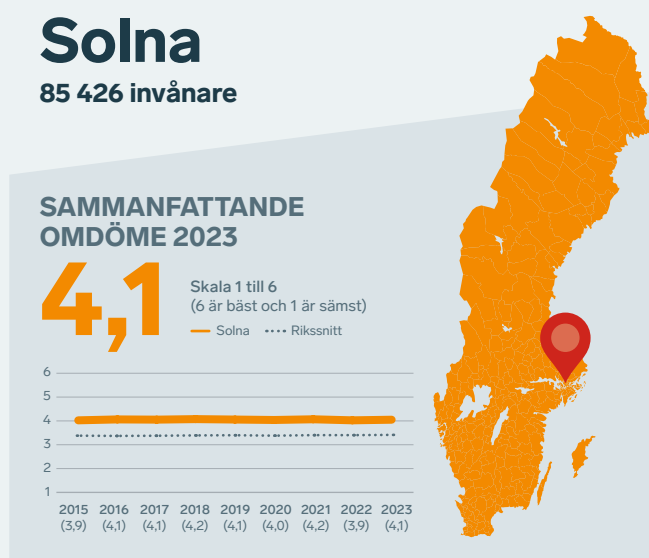 Solna
85 426 invånare
SAMMANFATTANDE
OMDÖME 2023
4,1
Skala 1 till 6
(6 är bäst och 1 är sämst)
Solna Rikssnitt
6
5
4
3
2
1
2015 2016 2017 2018 2019 2020 2021 2022 2023
(3,9) (4,1) (4,1) (4,2) (4,1) (4,0) (4,2) (3,9) (4,1)